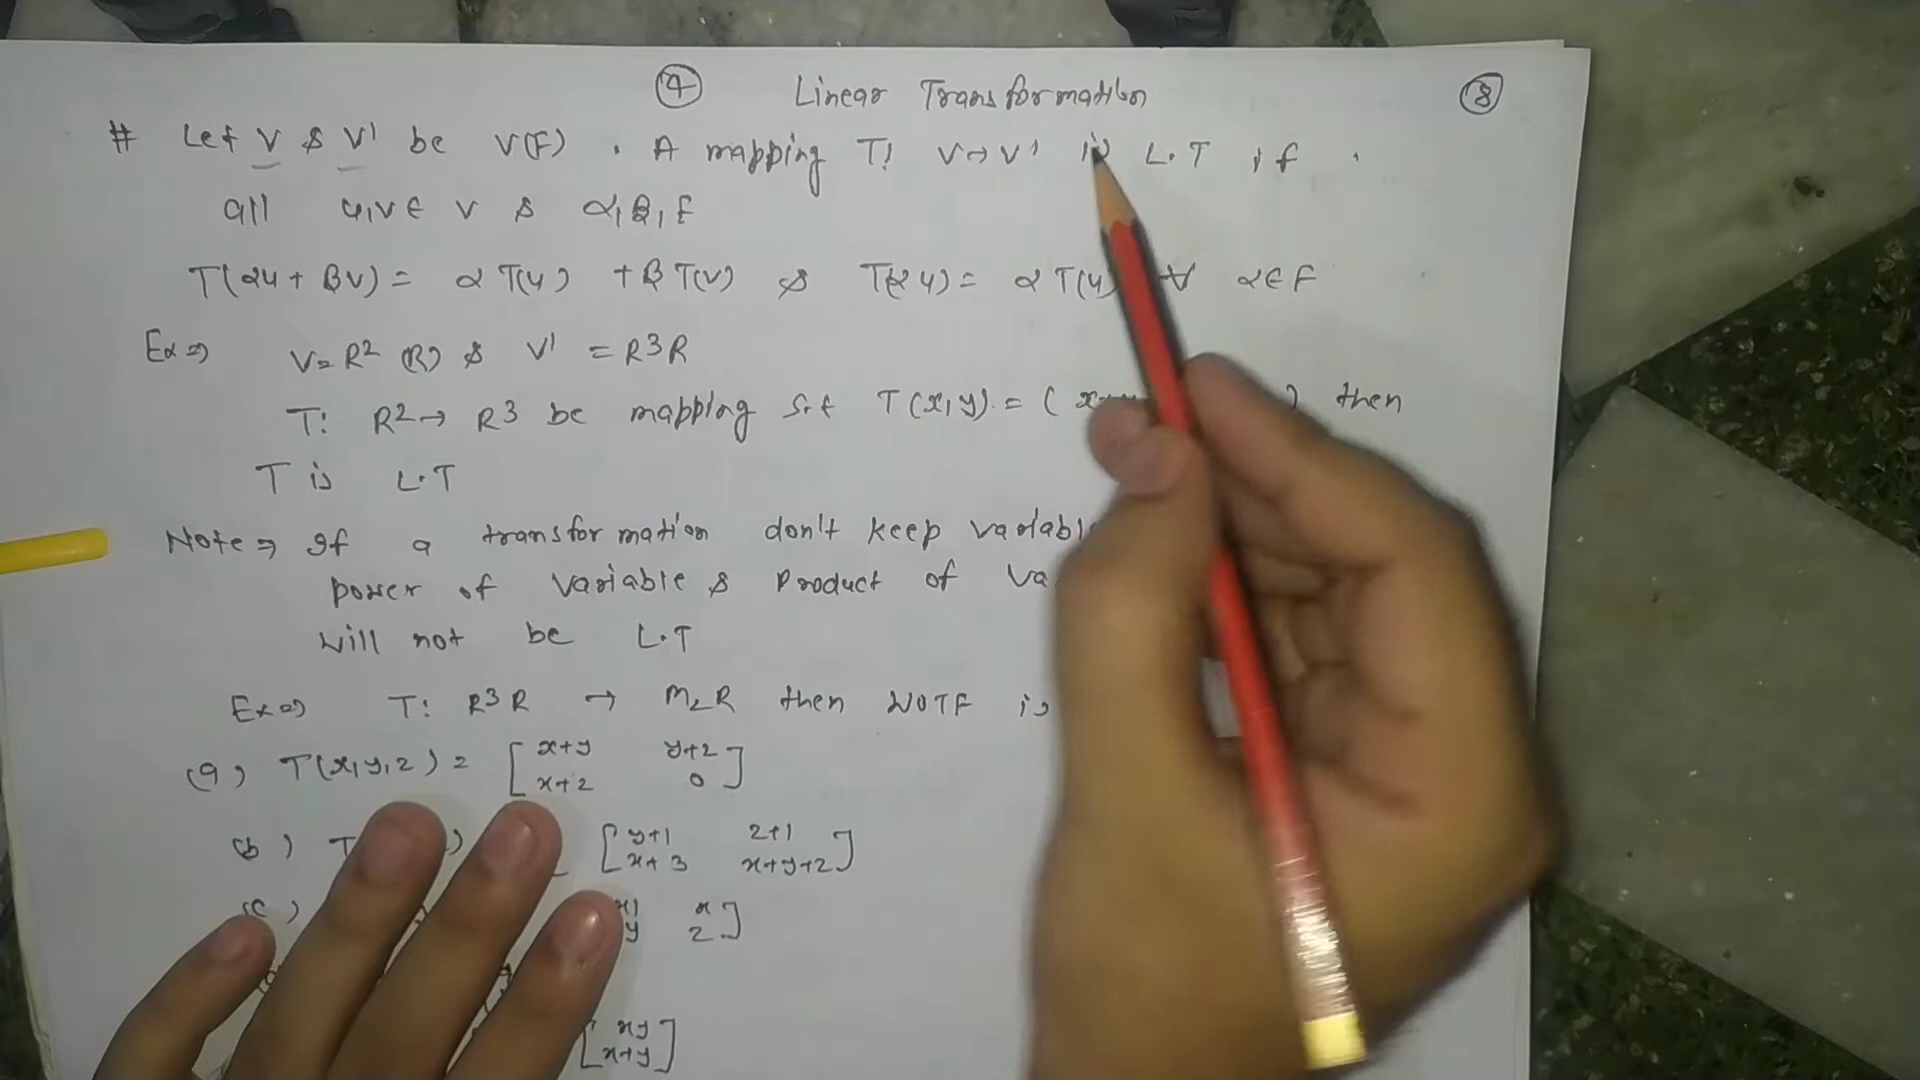 ④ Linear Transformation ⑧
# Let V & V' be V(F) . A mapping T: V→V' is L.T if
all u,v ∈ V & α, β, F
T(αu + βv) = α T(u) + β T(v) & T(αu) = α T(u) ∀ α∈F
Ex ⇒ V= R² (R) & V' = R³R
T: R²→ R³ be mapping s.t T(x,y) = ( ) then
T is L.T
Note ⇒ If a transformation don't keep
power of variable & Product of
will not be L.T
Ex ⇒ T: R³R → M₂R then WOTF is
(a) T(x,y,z) = [x+y y+z
x+z 0]
(b) T [y+1 z+1
x+3 x+y+z]
(c) x
y z]
[xy
x+y]